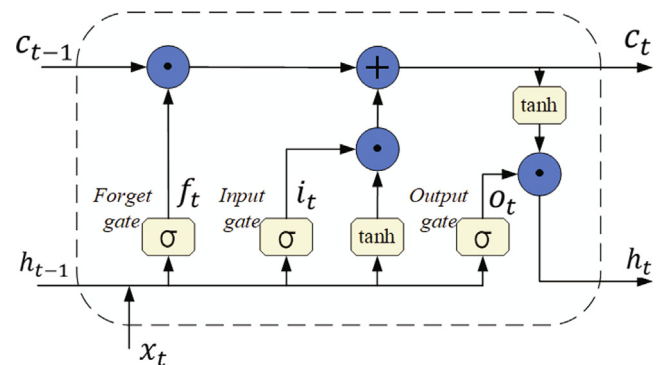 c_{t-1}
c_t
tanh
Forget gate
f_t
Input gate
i_t
Output gate
o_t
σ
σ
tanh
σ
h_{t-1}
h_t
x_t